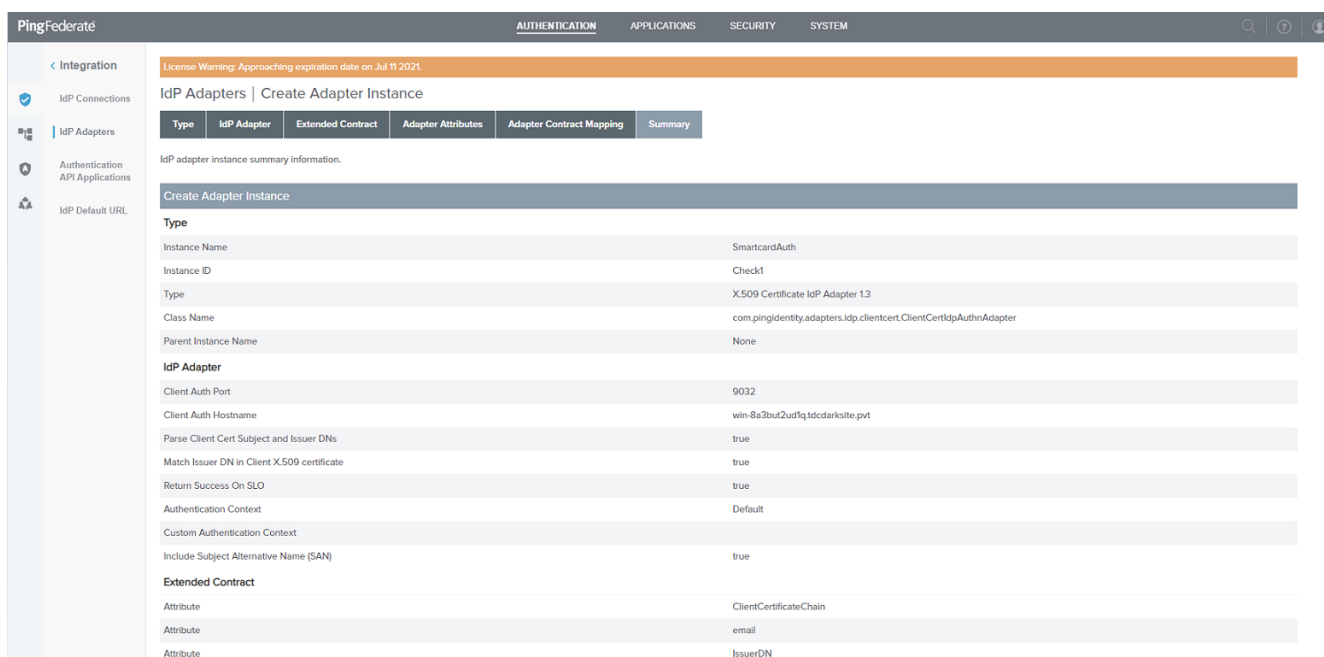 PingFederate
AUTHENTICATION APPLICATIONS SECURITY SYSTEM
Integration
IdP Connections
IdP Adapters
Authentication
API Applications
IdP Default URL
License Warning: Approaching expiration date on Jul 11 2021.
IdP Adapters | Create Adapter Instance
Type IdP Adapter Extended Contract Adapter Attributes Adapter Contract Mapping Summary
IdP adapter instance summary information.
Create Adapter Instance
Type
Instance Name SmartcardAuth
Instance ID Check1
Type X.509 Certificate IdP Adapter 1.3
Class Name com.pingidentity.adapters.idp.clientcert.ClientCertIdpAuthnAdapter
Parent Instance Name None
IdP Adapter
Client Auth Port 9032
Client Auth Hostname win-8a3but2ud1q.tdcdarksite.pvt
Parse Client Cert Subject and Issuer DNs true
Match Issuer DN in Client X.509 certificate true
Return Success On SLO true
Authentication Context Default
Custom Authentication Context
Include Subject Alternative Name (SAN) true
Extended Contract
Attribute ClientCertificateChain
Attribute email
Attribute IssuerDN